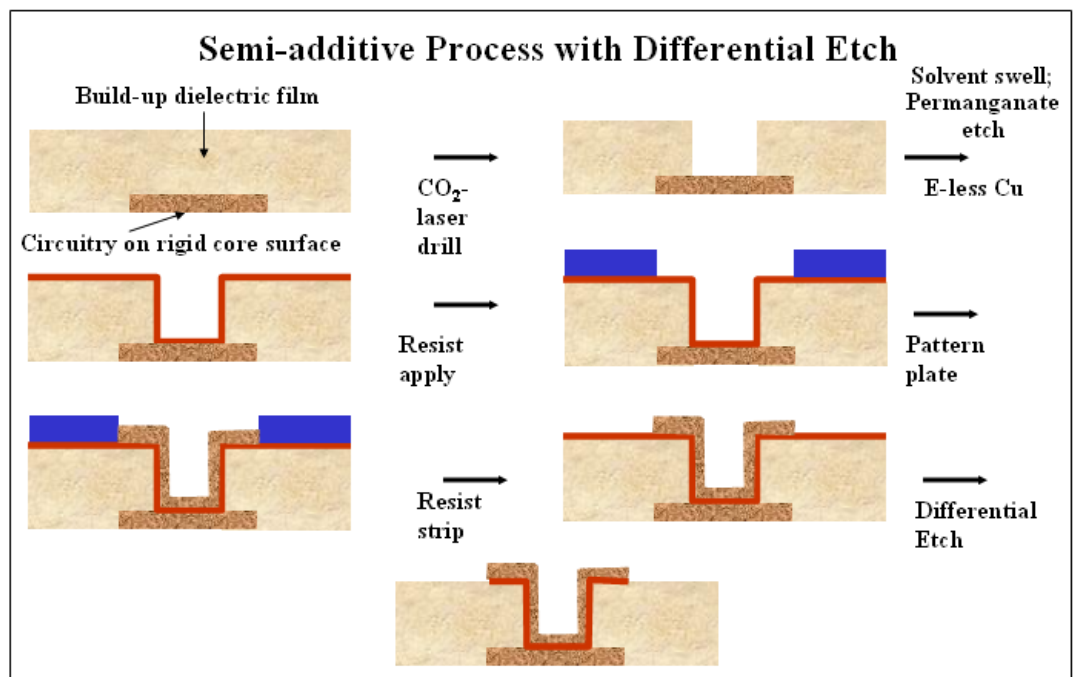 Semi-additive Process with Differential Etch
Build-up dielectric film
Circuitry on rigid core surface
CO₂-
laser
drill
Solvent swell;
Permanganate
etch
E-less Cu
Resist
apply
Pattern
plate
Resist
strip
Differential
Etch